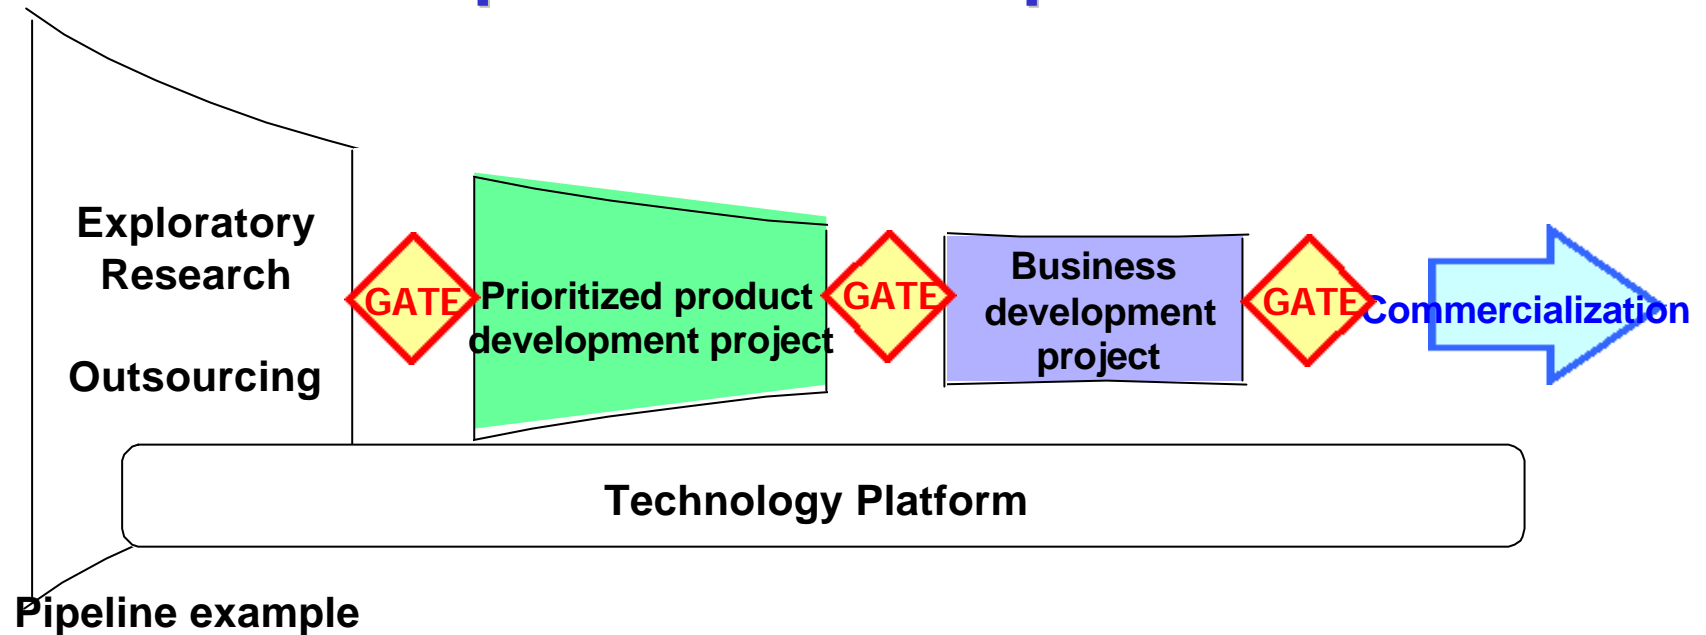 Exploratory
Research
Outsourcing
GATE
Prioritized product
development project
GATE
Business
development
project
GATE
Commercialization
Technology Platform
Pipeline example